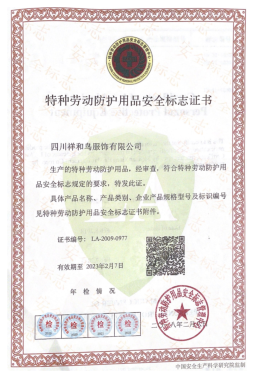 特种劳动防护用品安全标志证书
四川祥和鸟服饰有限公司
生产的特种劳动防护用品，经审查，符合特种劳动防护用
品安全标志规定的要求，特发此证。
具体产品名称、产品类别、企业产品规格型号及标识编号
见特种劳动防护用品安全标志证书附件。
证书编号：LA-2009-0977
有效期至 2023年2月7日
年 检 情 况
检 检 检 检
中国安全生产科学研究院监制